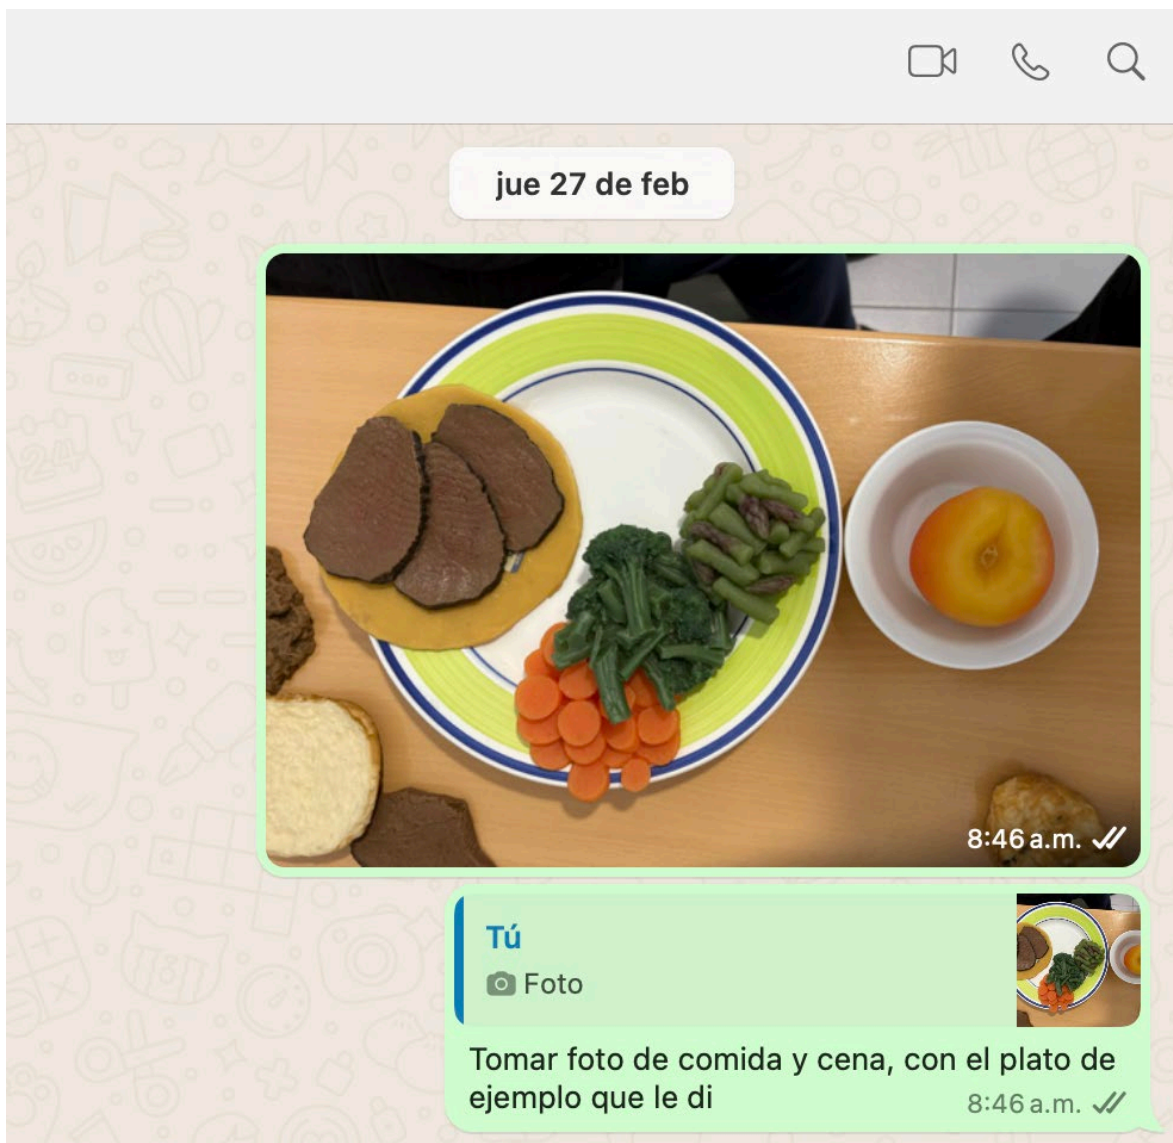 jue 27 de feb
8:46 a.m.
Tú
Foto
Tomar foto de comida y cena, con el plato de
ejemplo que le di
8:46 a.m.